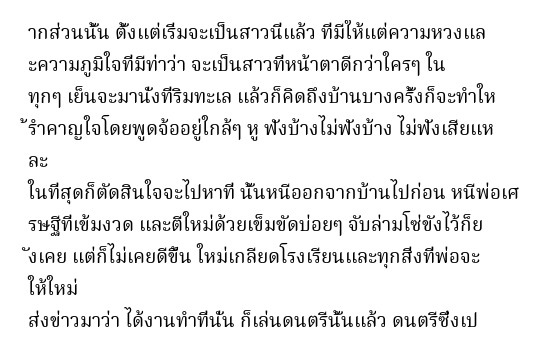 ากส่วนนั้น ตั้งแต่เริ่มจะเป็นสาวนี่แล้ว ที่มีให้แต่ความหวงแล
ะความภูมิใจที่มีท่าว่า จะเป็นสาวที่หน้าตาดีกว่าใครๆ ใน
ทุกๆ เย็นจะมานั่งที่ริมทะเล แล้วก็คิดถึงบ้านบางครั้งก็จะทำให
้รำคาญใจโดยพูดจ้ออยู่ใกล้ๆ หู ฟังบ้างไม่ฟังบ้าง ไม่ฟังเสียแห
ละ
ในที่สุดก็ตัดสินใจจะไปหาที่ นั้นหนีออกจากบ้านไปก่อน หนีพ่อเศ
รษฐีที่เข้มงวด และตีใหม่ด้วยเข็มขัดบ่อยๆ จับล่ามโซ่ขังไว้ก็ย
ังเคย แต่ก็ไม่เคยดีขึ้น ใหม่เกลียดโรงเรียนและทุกสิ่งที่พ่อจะ
ให้ใหม่
ส่งข่าวมาว่า ได้งานทำที่นั่น ก็เล่นดนตรีนั้นแล้ว ดนตรีซึ่งเป